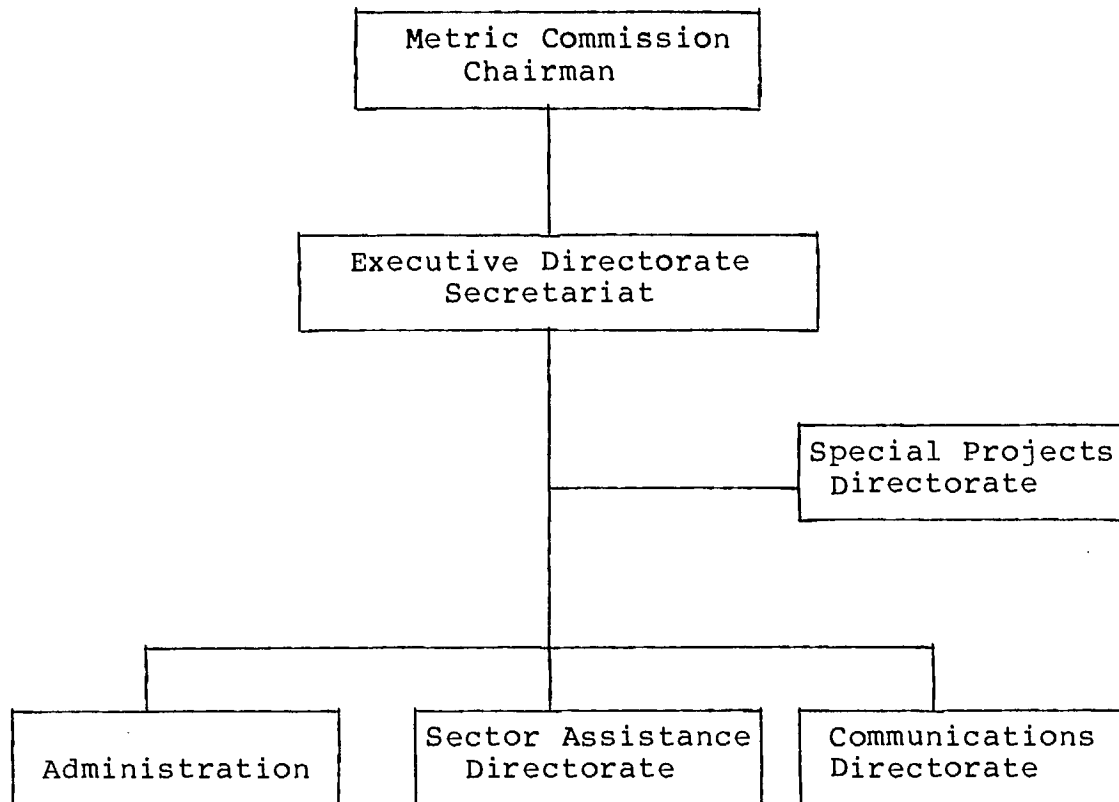 Metric Commission
Chairman
Executive Directorate
Secretariat
Special Projects
Directorate
Administration
Sector Assistance
Directorate
Communications
Directorate